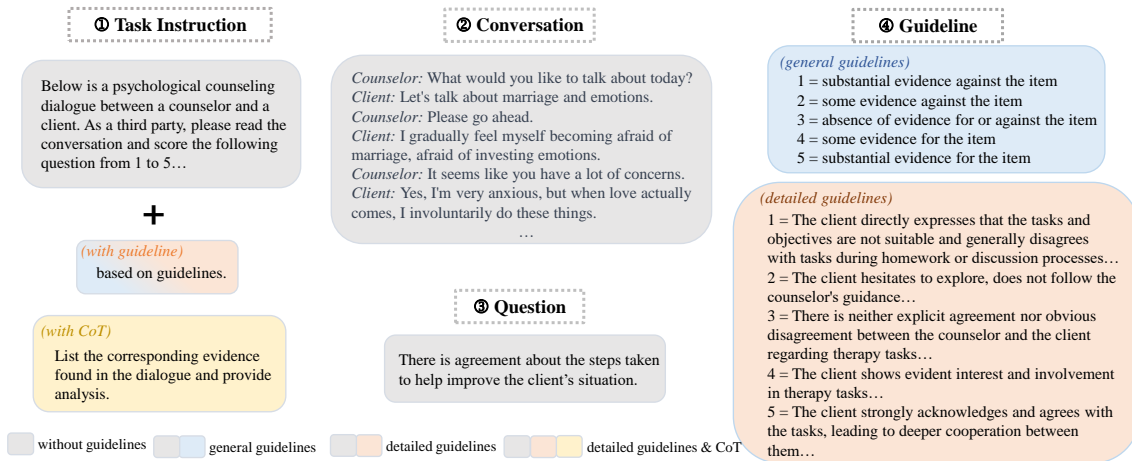 ① Task Instruction
Below is a psychological counseling
dialogue between a counselor and a
client. As a third party, please read the
conversation and score the following
question from 1 to 5…
+
(with guideline)
based on guidelines.
(with CoT)
List the corresponding evidence
found in the dialogue and provide
analysis.
② Conversation
Counselor: What would you like to talk about today?
Client: Let's talk about marriage and emotions.
Counselor: Please go ahead.
Client: I gradually feel myself becoming afraid of
marriage, afraid of investing emotions.
Counselor: It seems like you have a lot of concerns.
Client: Yes, I'm very anxious, but when love actually
comes, I involuntarily do these things.
…
③ Question
There is agreement about the steps taken
to help improve the client’s situation.
④ Guideline
(general guidelines)
1 = substantial evidence against the item
2 = some evidence against the item
3 = absence of evidence for or against the item
4 = some evidence for the item
5 = substantial evidence for the item
(detailed guidelines)
1 = The client directly expresses that the tasks and
objectives are not suitable and generally disagrees
with tasks during homework or discussion processes…
2 = The client hesitates to explore, does not follow the
counselor's guidance…
3 = There is neither explicit agreement nor obvious
disagreement between the counselor and the client
regarding therapy tasks…
4 = The client shows evident interest and involvement
in therapy tasks…
5 = The client strongly acknowledges and agrees with
the tasks, leading to deeper cooperation between
them…
without guidelines
general guidelines
detailed guidelines
detailed guidelines & CoT